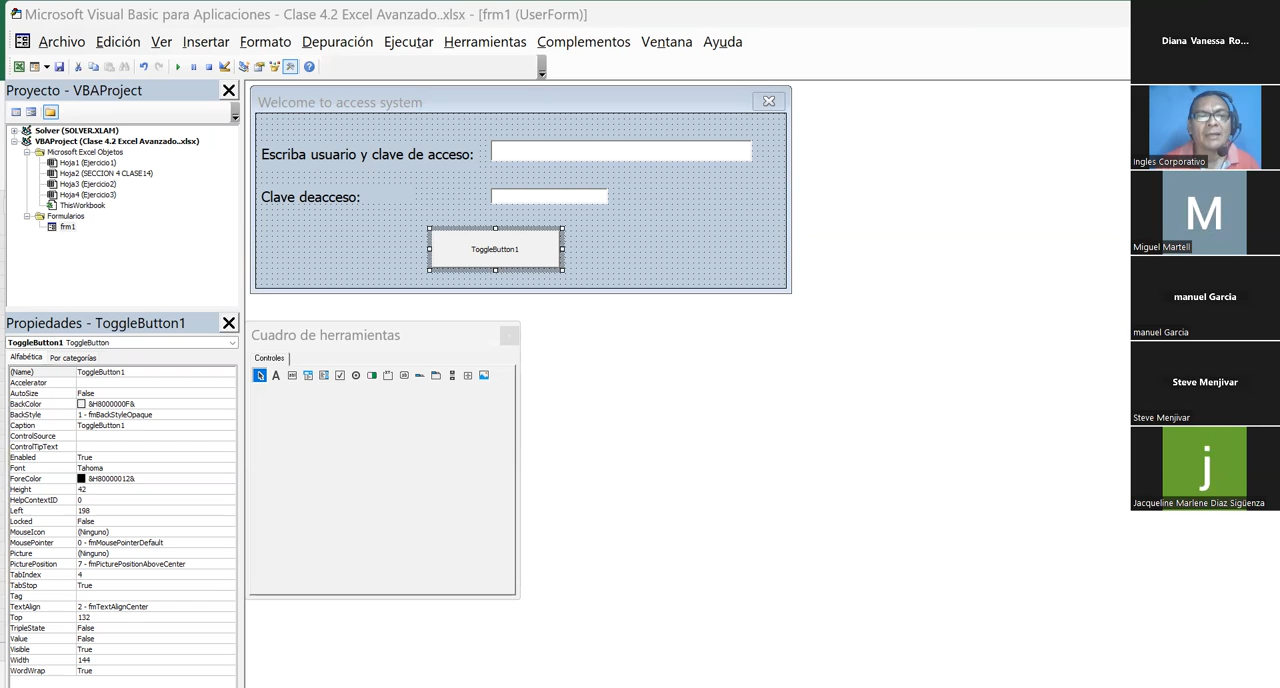 Microsoft Visual Basic para Aplicaciones - Clase 4.2 Excel Avanzado..xlsx - [frm1 (UserForm)]
Archivo Edición Ver Insertar Formato Depuración Ejecutar Herramientas Complementos Ventana Ayuda
Proyecto - VBAProject
Solver (SOLVER.XLAM)
VBAProject (Clase 4.2 Excel Avanzado..xlsx)
Microsoft Excel Objetos
Hoja1 (Ejercicio1)
Hoja2 (SECCION 4 CLASE14)
Hoja3 (Ejercicio2)
Hoja4 (Ejercicio3)
ThisWorkbook
Formularios
frm1
Propiedades - ToggleButton1
ToggleButton1 ToggleButton
Alfabética Por categorías
(Name) ToggleButton1
Accelerator
AutoSize False
BackColor &H8000000F&
BackStyle 1 - fmBackStyleOpaque
Caption ToggleButton1
ControlSource
ControlTipText
Enabled True
Font Tahoma
ForeColor &H80000012&
Height 42
HelpContextID 0
Left 198
Locked False
MouseIcon (Ninguno)
MousePointer 0 - fmMousePointerDefault
Picture (Ninguno)
PicturePosition 7 - fmPicturePositionAboveCenter
TabIndex 4
TabStop True
Tag
TextAlign 2 - fmTextAlignCenter
Top 132
TripleState False
Value False
Visible True
Width 144
WordWrap True
Welcome to access system
Escriba usuario y clave de acceso:
Clave deacceso:
ToggleButton1
Cuadro de herramientas
Controles
Diana Vanessa Ro...
Ingles Corporativo
M
Miguel Martell
manuel Garcia
manuel Garcia
Steve Menjivar
Steve Menjivar
j
Jacqueline Marlene Diaz Sigüenza